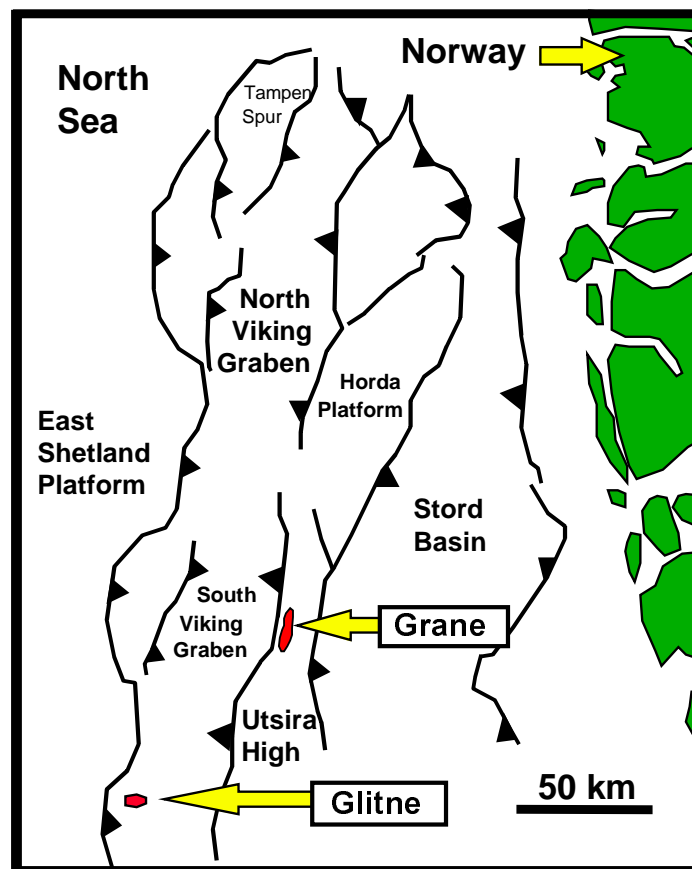 Norway
North
Sea
Tampen
Spur
North
Viking
Graben
Horda
Platform
East
Shetland
Platform
Stord
Basin
South
Viking
Graben
Grane
Utsira
High
50 km
Glitne